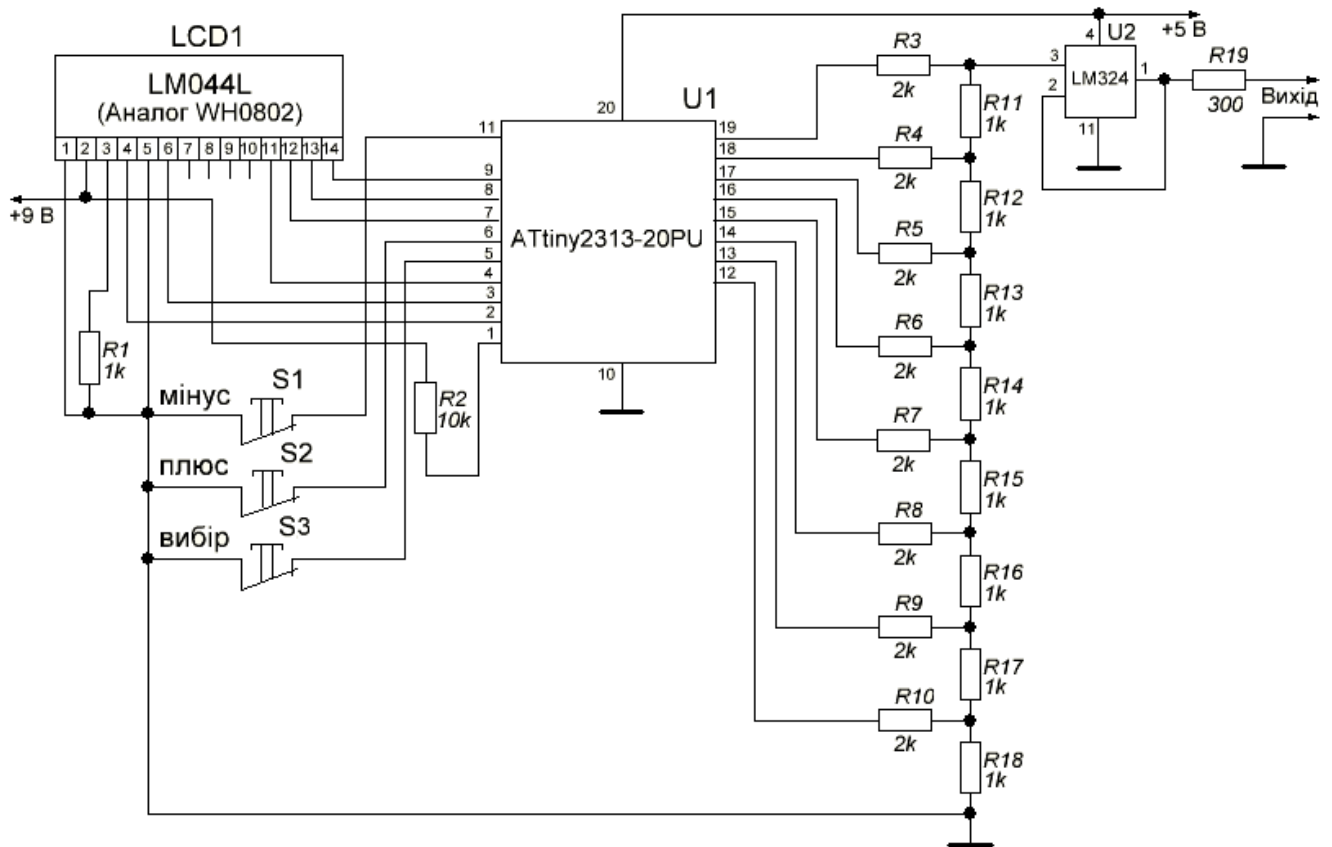 LCD1
LM044L
(Аналог WH0802)
1 2 3 4 5 6 7 8 9 10 11 12 13 14
+9 В
R1
1k
мінус
S1
плюс
S2
вибір
S3
R2
10k
U1
ATtiny2313-20PU
20
11
9
8
7
6
5
4
3
2
1
10
19
18
17
16
15
14
13
12
R3
2k
R4
2k
R5
2k
R6
2k
R7
2k
R8
2k
R9
2k
R10
2k
R11
1k
R12
1k
R13
1k
R14
1k
R15
1k
R16
1k
R17
1k
R18
1k
+5 В
U2
LM324
4
3
2
1
11
R19
300
Вихід